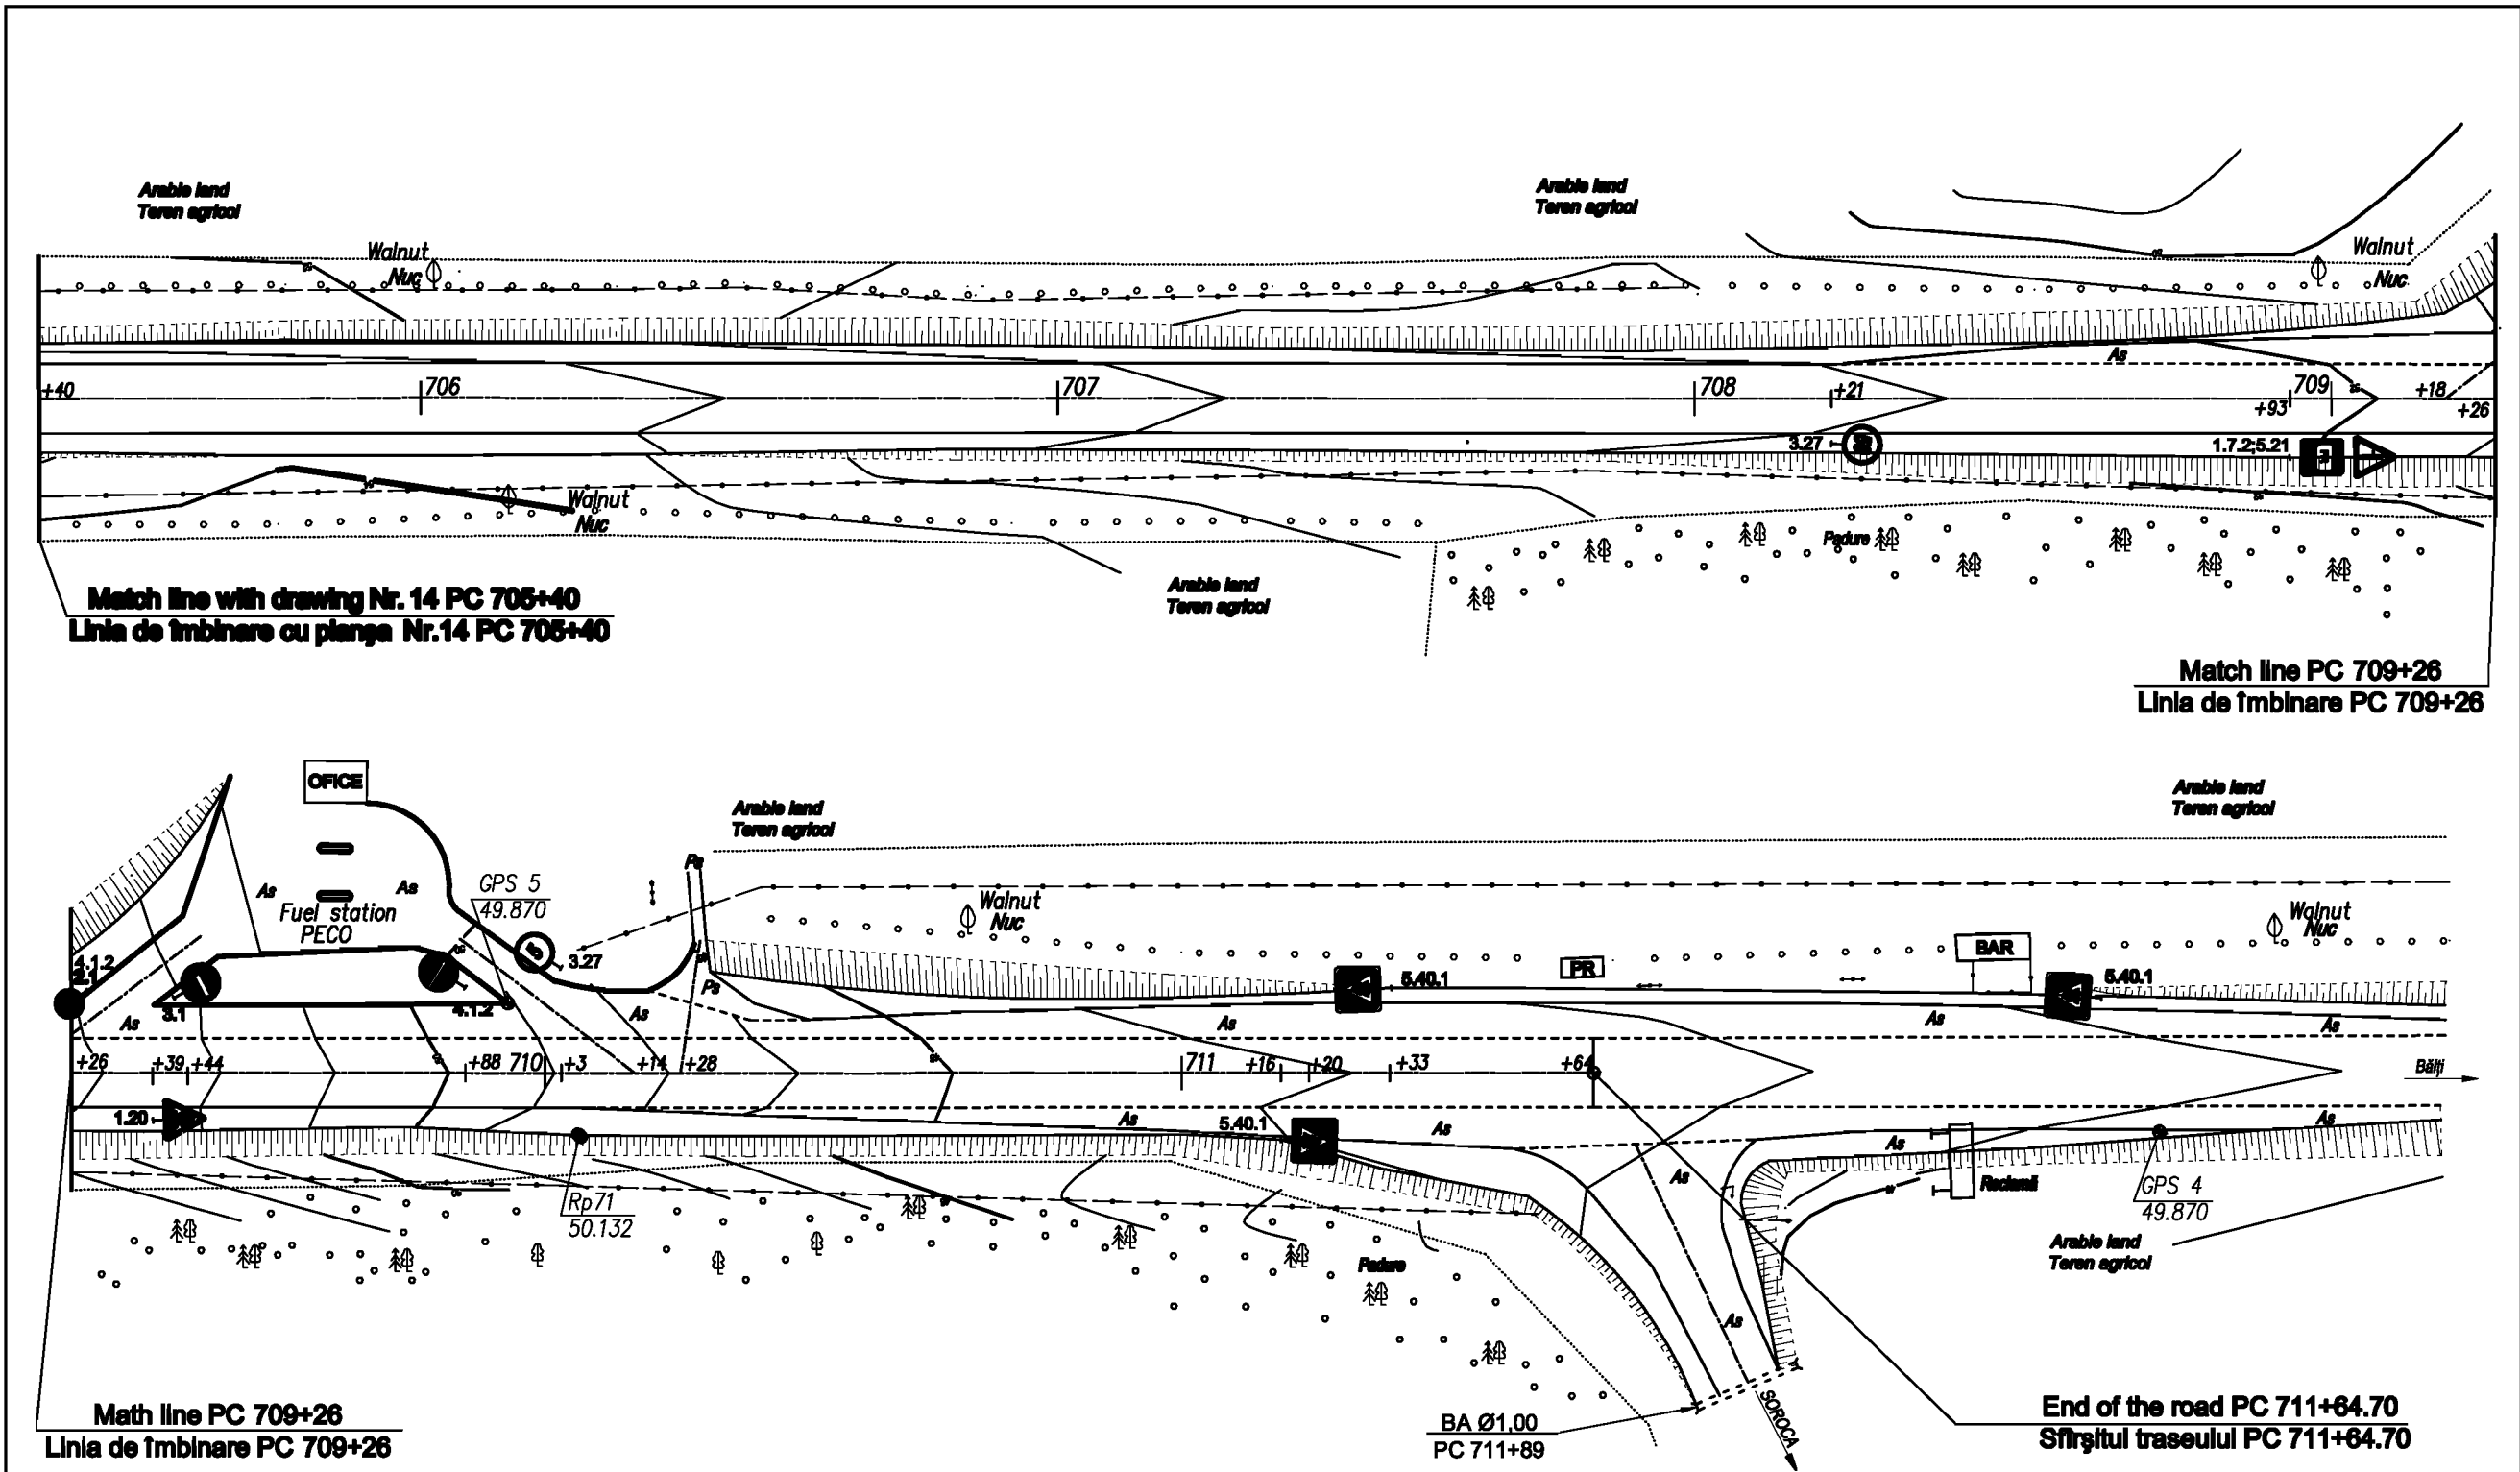 Arable land
Teren agricol
Arable land
Teren agricol
Walnut
Nuc
Walnut
Nuc
As
+40
706
707
708
+21
709
+93
+18
+26
3.27
1.7.2;5.21
Walnut
Nuc
Padure
Arable land
Teren agricol
Match line with drawing Nr. 14 PC 705+40
Linia de îmbinare cu planşa Nr.14 PC 705+40
Match line PC 709+26
Linia de îmbinare PC 709+26
OFICE
Arable land
Teren agricol
Arable land
Teren agricol
Ps
As
As
GPS 5
49.870
Fuel station
PECO
Walnut
Nuc
Walnut
Nuc
BAR
PR
4.1.2
2.1
3.27
5
5.40.1
5.40.1
Ps
3.1
4.1.2
As
As
As
As
As
+26
+39
+44
+88
710
+3
+14
+28
711
+16
+20
+33
+64
Bălţi
1.20
As
5.40.1
As
As
As
As
Reclamă
Rp71
50.132
GPS 4
49.870
Padure
Arable land
Teren agricol
As
SOROCA
Math line PC 709+26
Linia de îmbinare PC 709+26
BA Ø1,00
PC 711+89
End of the road PC 711+64.70
Sfîrşitul traseului PC 711+64.70